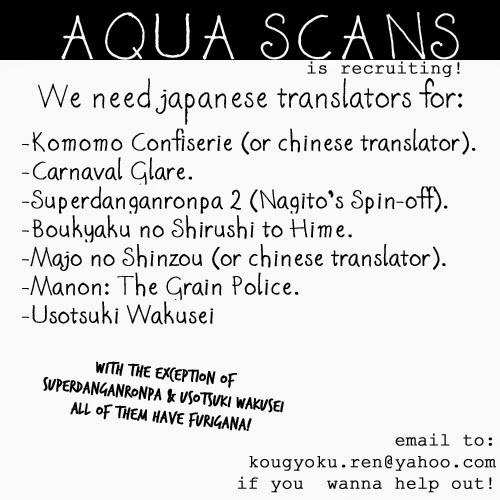 AQUA SCANS
is recruiting!
We need japanese translators for:
-Komomo Confiserie (or chinese translator).
-Carnaval Glare.
-Superdanganronpa 2 (Nagito's Spin-off).
-Boukyaku no Shirushi to Hime.
-Majo no Shinzou (or chinese translator).
-Manon: The Grain Police.
-Usotsuki Wakusei
WITH THE EXCEPTION OF
SUPERDANGANRONPA & USOTSUKI WAKUSEI
ALL OF THEM HAVE FURIGANA!
email to:
kougyoku.ren@yahoo.com
if you wanna help out!